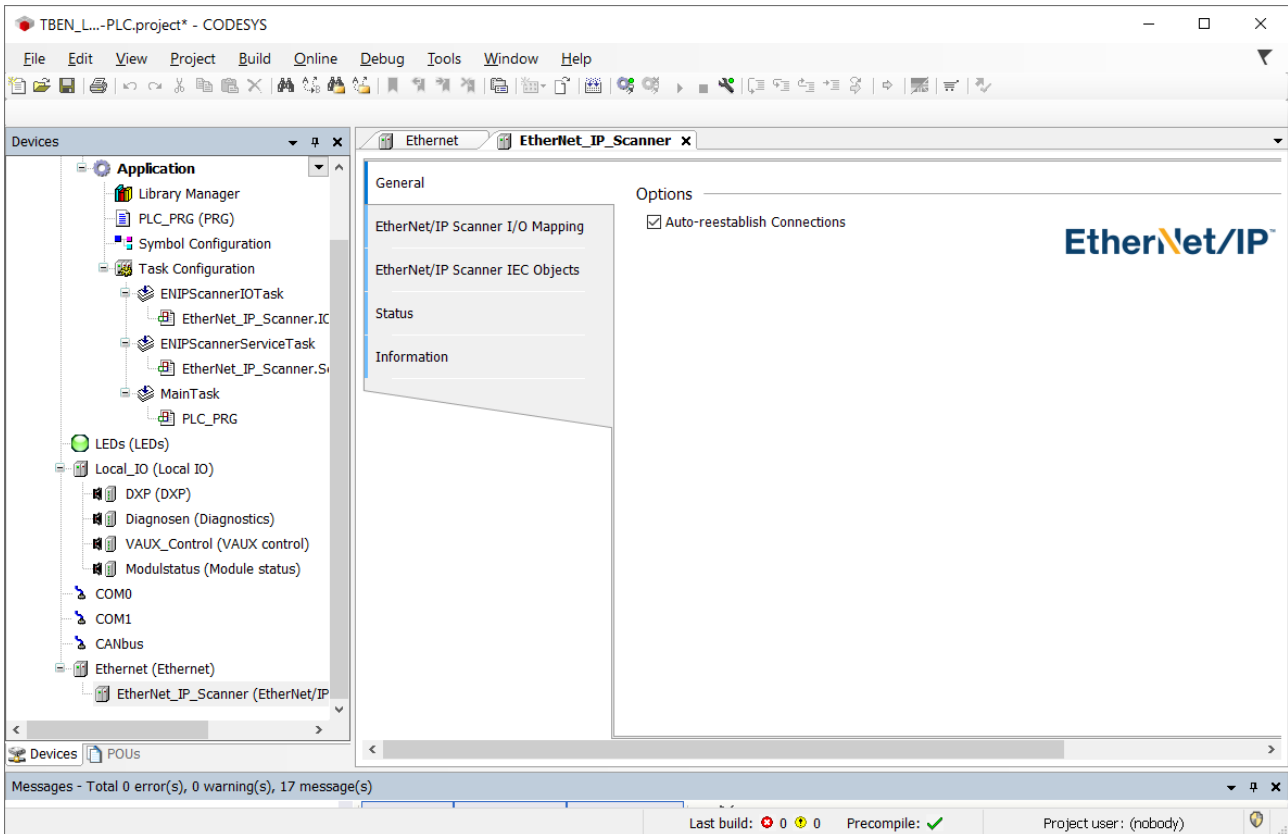 TBEN_L...-PLC.project* - CODESYS
File Edit View Project Build Online Debug Tools Window Help
Devices
Ethernet
EtherNet_IP_Scanner
Application
Library Manager
PLC_PRG (PRG)
Symbol Configuration
Task Configuration
ENIPScannerIOTask
EtherNet_IP_Scanner.IO
ENIPScannerServiceTask
EtherNet_IP_Scanner.Se
MainTask
PLC_PRG
LEDs (LEDs)
Local_IO (Local IO)
DXP (DXP)
Diagnosen (Diagnostics)
VAUX_Control (VAUX control)
Modulstatus (Module status)
COM0
COM1
CANbus
Ethernet (Ethernet)
EtherNet_IP_Scanner (EtherNet/IP
Devices
POUs
General
EtherNet/IP Scanner I/O Mapping
EtherNet/IP Scanner IEC Objects
Status
Information
Options
Auto-reestablish Connections
EtherNet/IP™
Messages - Total 0 error(s), 0 warning(s), 17 message(s)
Last build: 0 0 Precompile: Project user: (nobody)